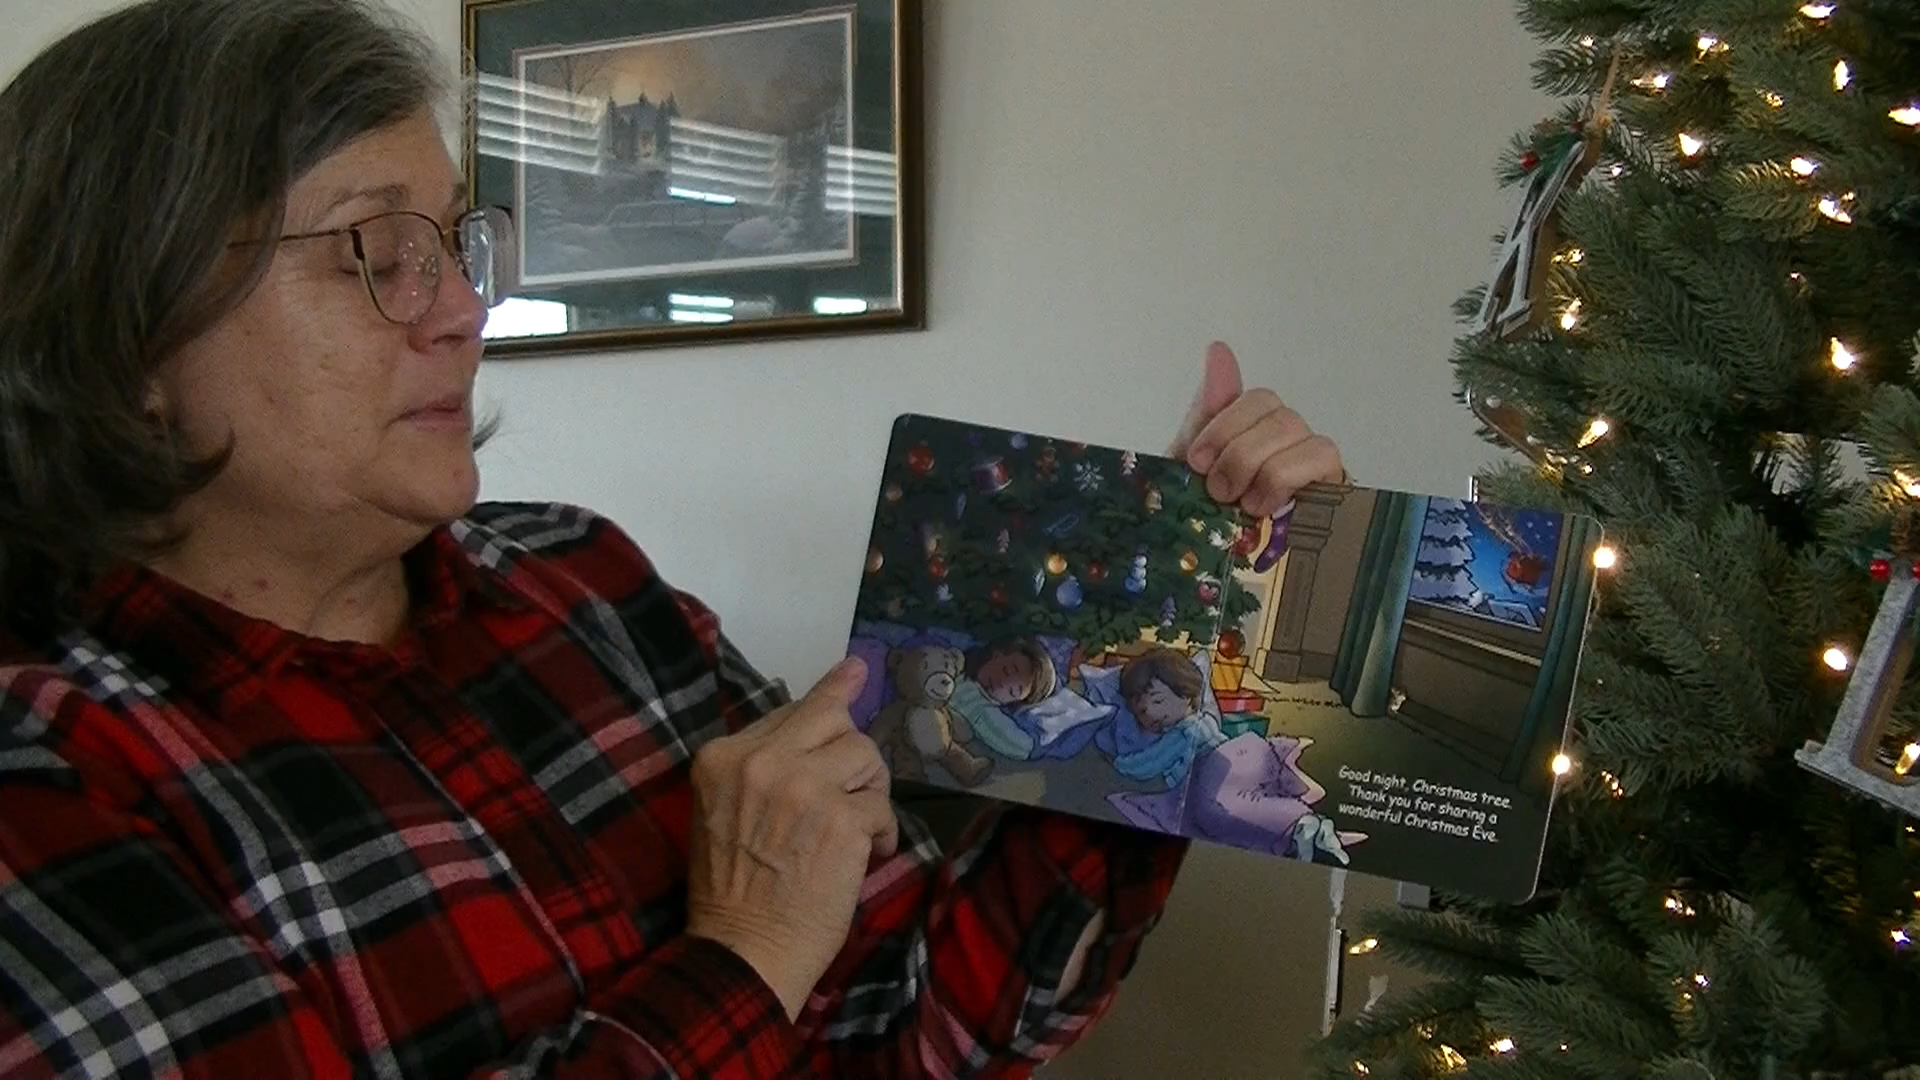 Good night, Christmas tree.
Thank you for sharing a
wonderful Christmas Eve.